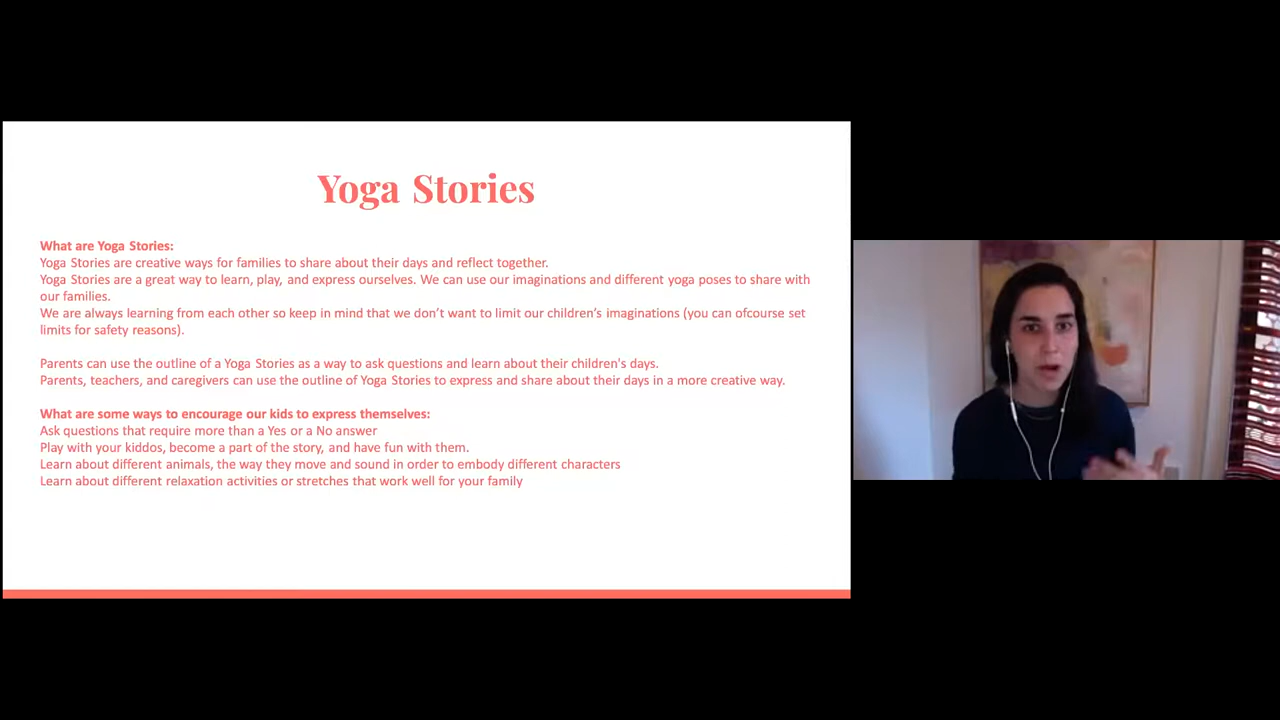 Yoga Stories
What are Yoga Stories:
Yoga Stories are creative ways for families to share about their days and reflect together.
Yoga Stories are a great way to learn, play, and express ourselves. We can use our imaginations and different yoga poses to share with
our families.
We are always learning from each other so keep in mind that we don’t want to limit our children’s imaginations (you can ofcourse set
limits for safety reasons).
Parents can use the outline of a Yoga Stories as a way to ask questions and learn about their children's days.
Parents, teachers, and caregivers can use the outline of Yoga Stories to express and share about their days in a more creative way.
What are some ways to encourage our kids to express themselves:
Ask questions that require more than a Yes or a No answer
Play with your kiddos, become a part of the story, and have fun with them.
Learn about different animals, the way they move and sound in order to embody different characters
Learn about different relaxation activities or stretches that work well for your family